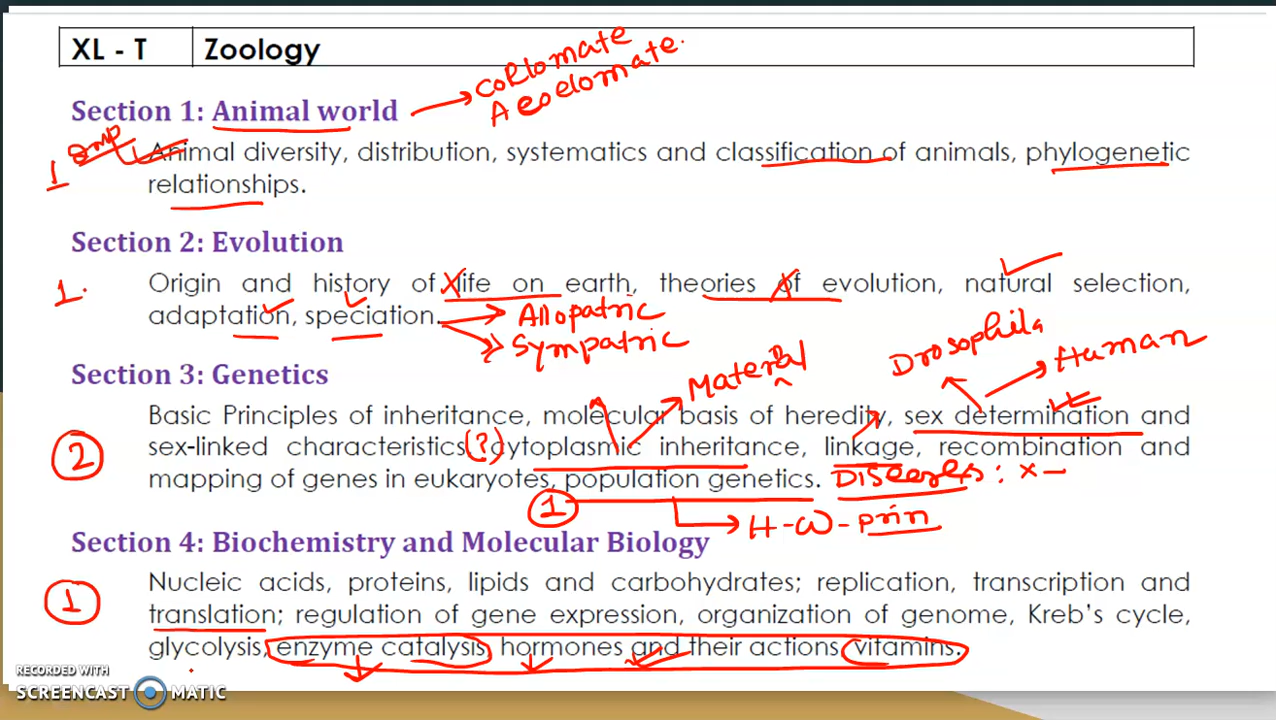 XL - T Zoology
Coelomate
Acoelomate.
Section 1: Animal world
Imp
1 Animal diversity, distribution, systematics and classification of animals, phylogenetic
relationships.
Section 2: Evolution
1. Origin and history of life on earth, theories of evolution, natural selection,
adaptation, speciation.
Allopatric
Sympatric
Drosophila
Human
Material
Section 3: Genetics
Basic Principles of inheritance, molecular basis of heredity, sex determination and
2 sex-linked characteristics, (?) cytoplasmic inheritance, linkage, recombination and
mapping of genes in eukaryotes, population genetics. Diseases: X-
1 H-W-prin
Section 4: Biochemistry and Molecular Biology
1 Nucleic acids, proteins, lipids and carbohydrates; replication, transcription and
translation; regulation of gene expression, organization of genome, Kreb's cycle,
glycolysis, enzyme catalysis, hormones and their actions, vitamins.
RECORDED WITH
SCREENCAST MATIC